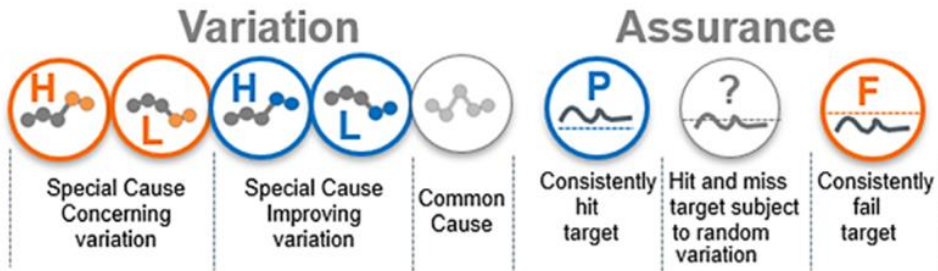 Variation
Assurance
H
L
H
L
P
?
F
Special Cause
Concerning
variation
Special Cause
Improving
variation
Common
Cause
Consistently
hit
target
Hit and miss
target subject
to random
variation
Consistently
fail
target